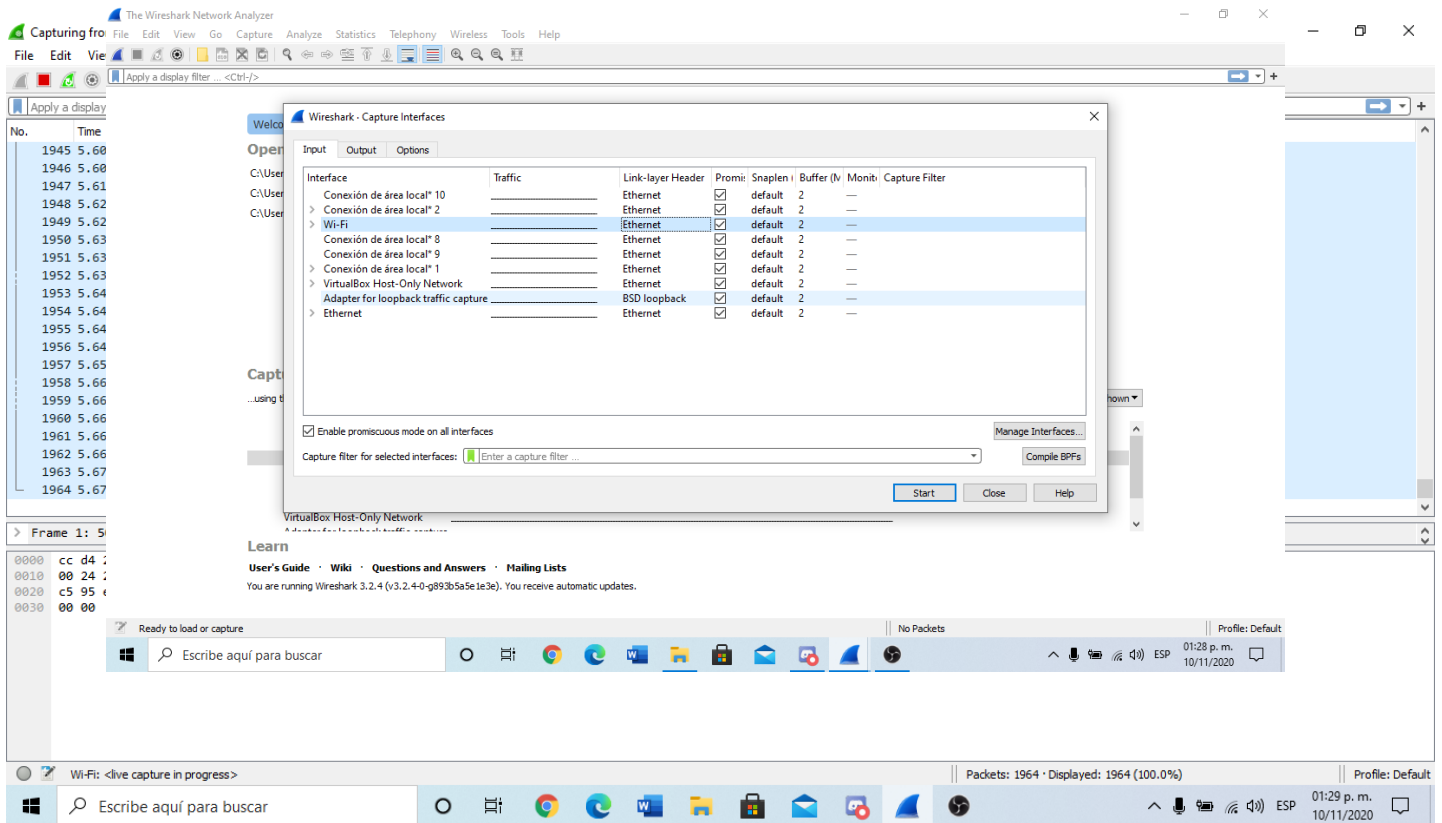 The Wireshark Network Analyzer
File Edit View Go Capture Analyze Statistics Telephony Wireless Tools Help
Apply a display filter ... <Ctrl-/>
+
Capturing fro
File Edit Vie
Apply a display
+
No. Time
1945 5.60
1946 5.60
1947 5.61
1948 5.62
1949 5.62
1950 5.63
1951 5.63
1952 5.63
1953 5.64
1954 5.64
1955 5.64
1956 5.64
1957 5.65
1958 5.66
1959 5.66
1960 5.66
1961 5.66
1962 5.66
1963 5.67
1964 5.67
Frame 1: 5
0000 cc d4 2
0010 00 24 2
0020 c5 95 e
0030 00 00
Welco
Open
C:\User
C:\User
C:\User
Capt
...using t
hown
Wireshark · Capture Interfaces
Input Output Options
Interface Traffic Link-layer Header Promi Snaplen Buffer (M Monit Capture Filter
Conexión de área local* 10 Ethernet default 2 —
Conexión de área local* 2 Ethernet default 2 —
Wi-Fi Ethernet default 2 —
Conexión de área local* 8 Ethernet default 2 —
Conexión de área local* 9 Ethernet default 2 —
Conexión de área local* 1 Ethernet default 2 —
VirtualBox Host-Only Network Ethernet default 2 —
Adapter for loopback traffic capture BSD loopback default 2 —
Ethernet Ethernet default 2 —
Enable promiscuous mode on all interfaces
Manage Interfaces...
Capture filter for selected interfaces: Enter a capture filter ...
Compile BPFs
Start Close Help
VirtualBox Host-Only Network
Learn
User's Guide · Wiki · Questions and Answers · Mailing Lists
You are running Wireshark 3.2.4 (v3.2.4-0-g893b5a5e1e3e). You receive automatic updates.
Ready to load or capture No Packets Profile: Default
Escribe aquí para buscar
ESP
01:28 p. m.
10/11/2020
Wi-Fi: <live capture in progress> Packets: 1964 · Displayed: 1964 (100.0%) Profile: Default
Escribe aquí para buscar
ESP
01:29 p. m.
10/11/2020